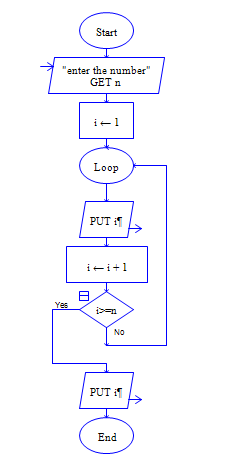 Start
"enter the number"
GET n
i ← 1
Loop
PUT i¶
i ← i + 1
i>=n
Yes
No
PUT i¶
End